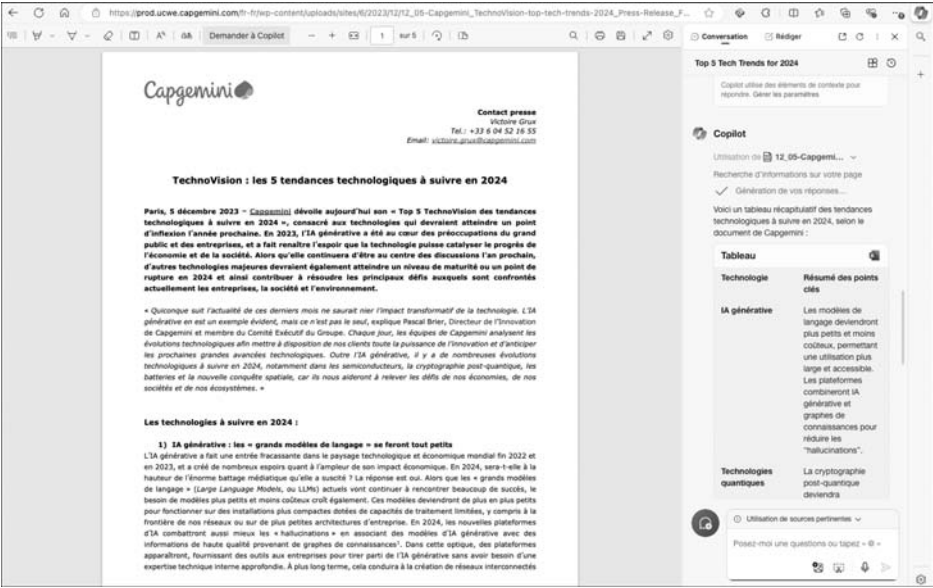 https://prod.ucwe.capgemini.com/fr-fr/wp-content/uploads/sites/6/2023/12/12_05-Capgemini_TechnoVision-top-tech-trends-2024_Press-Release_F...
Demander à Copilot
1 sur 5
Capgemini
Contact presse
Victoire Grux
Tel.: +33 6 04 52 16 55
Email: victoire.grux@capgemini.com
TechnoVision : les 5 tendances technologiques à suivre en 2024
Paris, 5 décembre 2023 – Capgemini dévoile aujourd'hui son « Top 5 TechnoVision des tendances
technologiques à suivre en 2024 », consacré aux technologies qui devraient atteindre un point
d'inflexion l'année prochaine. En 2023, l'IA générative a été au cœur des préoccupations du grand
public et des entreprises, et a fait renaître l'espoir que la technologie puisse catalyser le progrès de
l'économie et de la société. Alors qu'elle continuera d'être au centre des discussions l'an prochain,
d'autres technologies majeures devraient également atteindre un niveau de maturité ou un point de
rupture en 2024 et ainsi contribuer à résoudre les principaux défis auxquels sont confrontés
actuellement les entreprises, la société et l'environnement.
« Quiconque suit l'actualité de ces derniers mois ne saurait nier l'impact transformatif de la technologie. L'IA
générative en est un exemple évident, mais ce n'est pas le seul, explique Pascal Brier, Directeur de l'Innovation
de Capgemini et membre du Comité Exécutif du Groupe. Chaque jour, les équipes de Capgemini analysent les
évolutions technologiques afin mettre à disposition de nos clients toute la puissance de l'innovation et d'anticiper
les prochaines grandes avancées technologiques. Outre l'IA générative, il y a de nombreuses évolutions
technologiques à suivre en 2024, notamment dans les semiconducteurs, la cryptographie post-quantique, les
batteries et la nouvelle conquête spatiale, car ils nous aideront à relever les défis de nos économies, de nos
sociétés et de nos écosystèmes. »
Les technologies à suivre en 2024 :
1) IA générative : les « grands modèles de langage » se feront tout petits
L'IA générative a fait une entrée fracassante dans le paysage technologique et économique mondial fin 2022 et
en 2023, et a créé de nombreux espoirs quant à l'ampleur de son impact économique. En 2024, sera-t-elle à la
hauteur de l'énorme battage médiatique qu'elle a suscité ? La réponse est oui. Alors que les « grands modèles
de langage » (Large Language Models, ou LLMs) actuels vont continuer à rencontrer beaucoup de succès, le
besoin de modèles plus petits et moins coûteux croît également. Ces modèles deviendront de plus en plus petits
pour fonctionner sur des installations plus compactes dotées de capacités de traitement limitées, y compris à la
frontière de nos réseaux ou sur de plus petites architectures d'entreprise. En 2024, les nouvelles plateformes
d'IA combattront aussi mieux les « hallucinations » en associant des modèles d'IA générative avec des
informations de haute qualité provenant de graphes de connaissances¹. Dans cette optique, des plateformes
apparaîtront, fournissant des outils aux entreprises pour tirer parti de l'IA générative sans avoir besoin d'une
expertise technique interne approfondie. À plus long terme, cela conduira à la création de réseaux interconnectés
Conversation
Rédiger
Top 5 Tech Trends for 2024
Copilot utilise des éléments de contexte pour
répondre. Gérer les paramètres
Copilot
Utilisation de 12_05-Capgemi...
Recherche d'informations sur votre page
Génération de vos réponses...
Voici un tableau récapitulatif des tendances
technologiques à suivre en 2024, selon le
document de Capgemini :
Tableau
Technologie
Résumé des points
clés
IA générative
Les modèles de
langage deviendront
plus petits et moins
coûteux, permettant
une utilisation plus
large et accessible.
Les plateformes
combineront IA
générative et
graphes de
connaissances pour
réduire les
"hallucinations".
Technologies
quantiques
La cryptographie
post-quantique
deviendra
Utilisation de sources pertinentes
Posez-moi une questions ou tapez « @ »